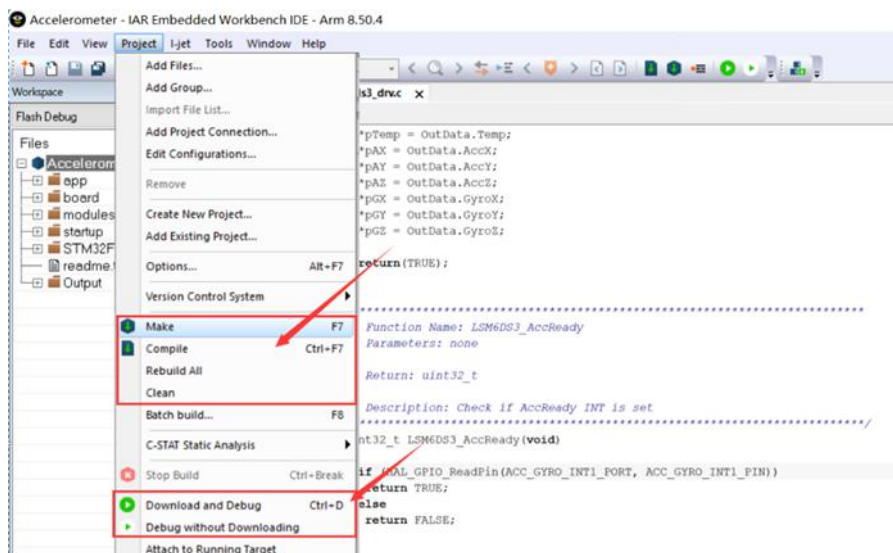 Accelerometer - IAR Embedded Workbench IDE - Arm 8.50.4
File Edit View Project I-jet Tools Window Help
Workspace
Flash Debug
Files
Accelerom
app
board
modules
startup
STM32F
readme.
Output
Add Files...
Add Group...
Import File List...
Add Project Connection...
Edit Configurations...
Remove
Create New Project...
Add Existing Project...
Options... Alt+F7
Version Control System
Make F7
Compile Ctrl+F7
Rebuild All
Clean
Batch build... F8
C-STAT Static Analysis
Stop Build Ctrl+Break
Download and Debug Ctrl+D
Debug without Downloading
Attach to Running Target
ls3_drv.c x
*pTemp = OutData.Temp;
*pAX = OutData.AccX;
*pAY = OutData.AccY;
*pAZ = OutData.AccZ;
*pGX = OutData.GyroX;
*pGY = OutData.GyroY;
*pGZ = OutData.GyroZ;
return(TRUE);
Function Name: LSM6DS3_AccReady
Parameters: none
Return: uint32_t
Description: Check if AccReady INT is set
nt32_t LSM6DS3_AccReady(void)
if (HAL_GPIO_ReadPin(ACC_GYRO_INT1_PORT, ACC_GYRO_INT1_PIN))
return TRUE;
else
return FALSE;